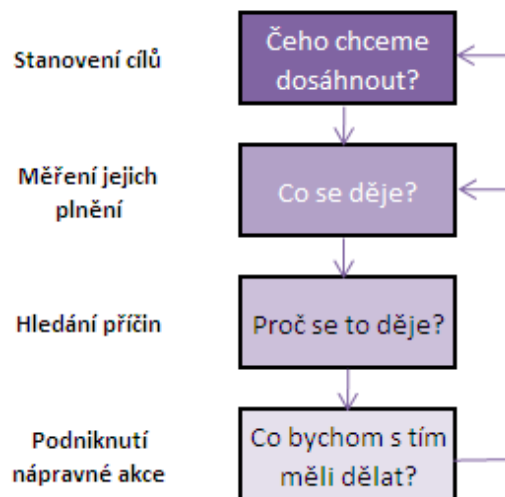 Stanovení cílů
Čeho chceme
dosáhnout?
Měření jejich
plnění
Co se děje?
Hledání příčin
Proč se to děje?
Podniknutí
nápravné akce
Co bychom s tím
měli dělat?